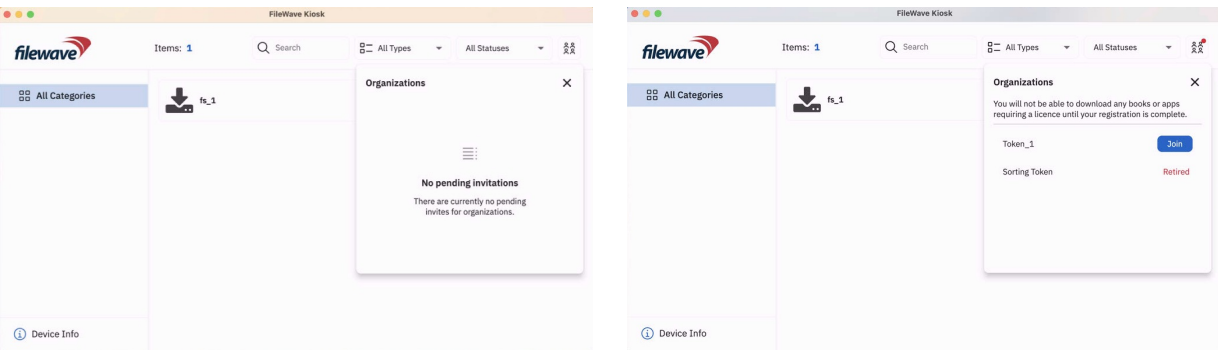 FileWave Kiosk
filewave
Items: 1
Search
All Types
All Statuses
All Categories
fs_1
Organizations
No pending invitations
There are currently no pending
invites for organizations.
Device Info
FileWave Kiosk
filewave
Items: 1
Search
All Types
All Statuses
All Categories
fs_1
Organizations
You will not be able to download any books or apps
requiring a licence until your registration is complete.
Token_1
Join
Sorting Token
Retired
Device Info